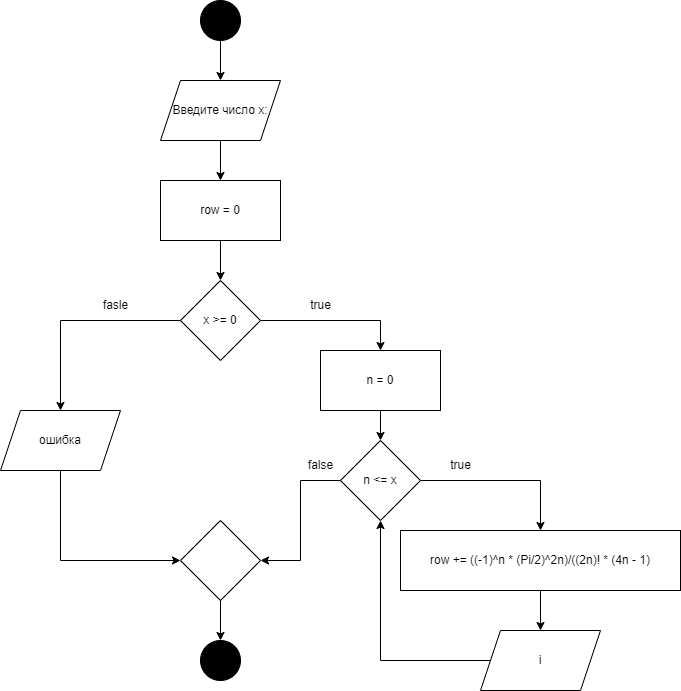 Введите число x:
row = 0
x >= 0
fasle
true
n = 0
ошибка
n <= x
false
true
row += ((-1)^n * (Pi/2)^2n)/((2n)! * (4n - 1)
i